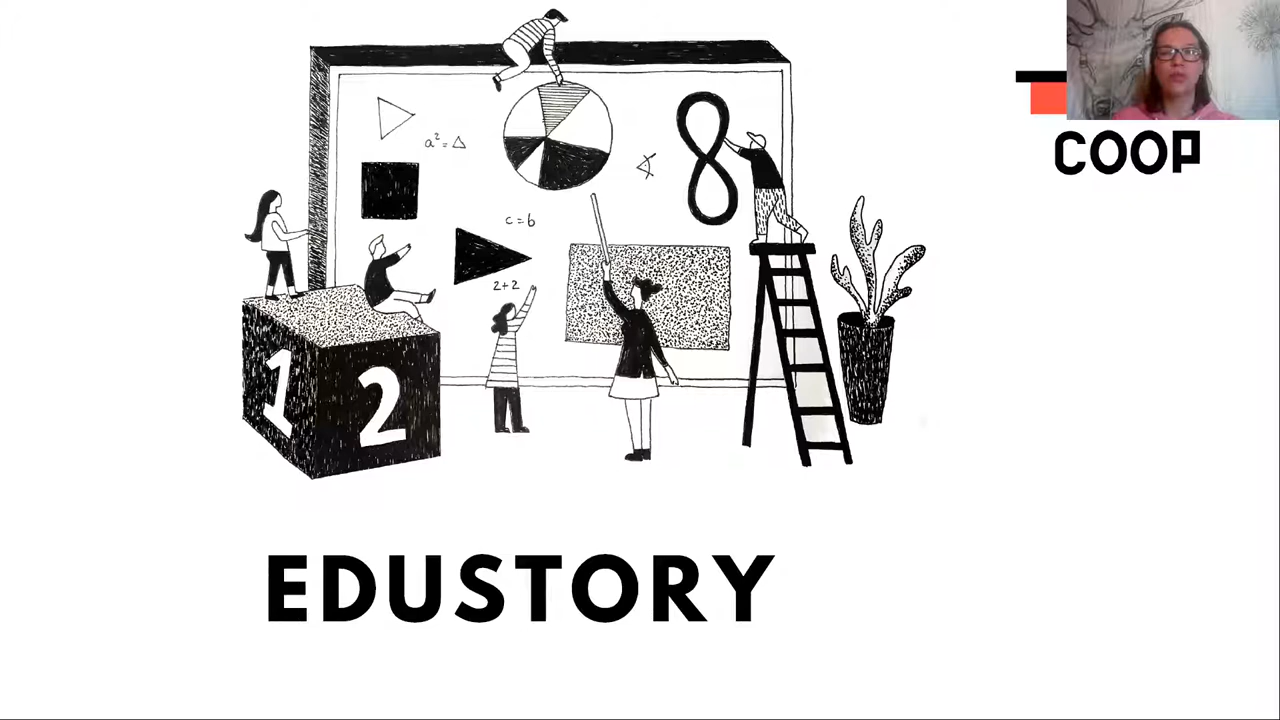 a² = △
8
c = b
2+2
1 2
COOP
EDUSTORY